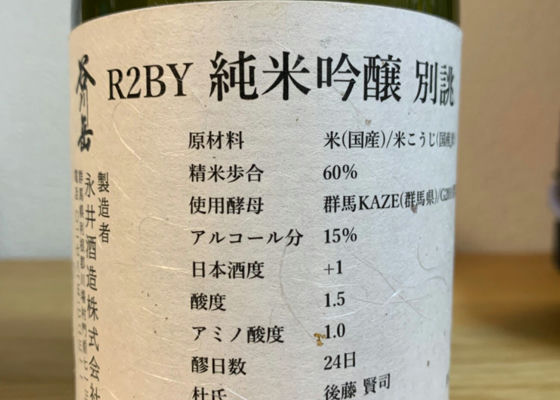 R2BY 純米吟醸 別誂
原材料 米(国産)/米こうじ(国産
精米歩合 60%
使用酵母 群馬KAZE(群馬県)/G2
アルコール分 15%
日本酒度 +1
酸度 1.5
アミノ酸度 1.0
醪日数 24日
杜氏 後藤 賢司
谷川岳
製造者
永井酒造株式会社